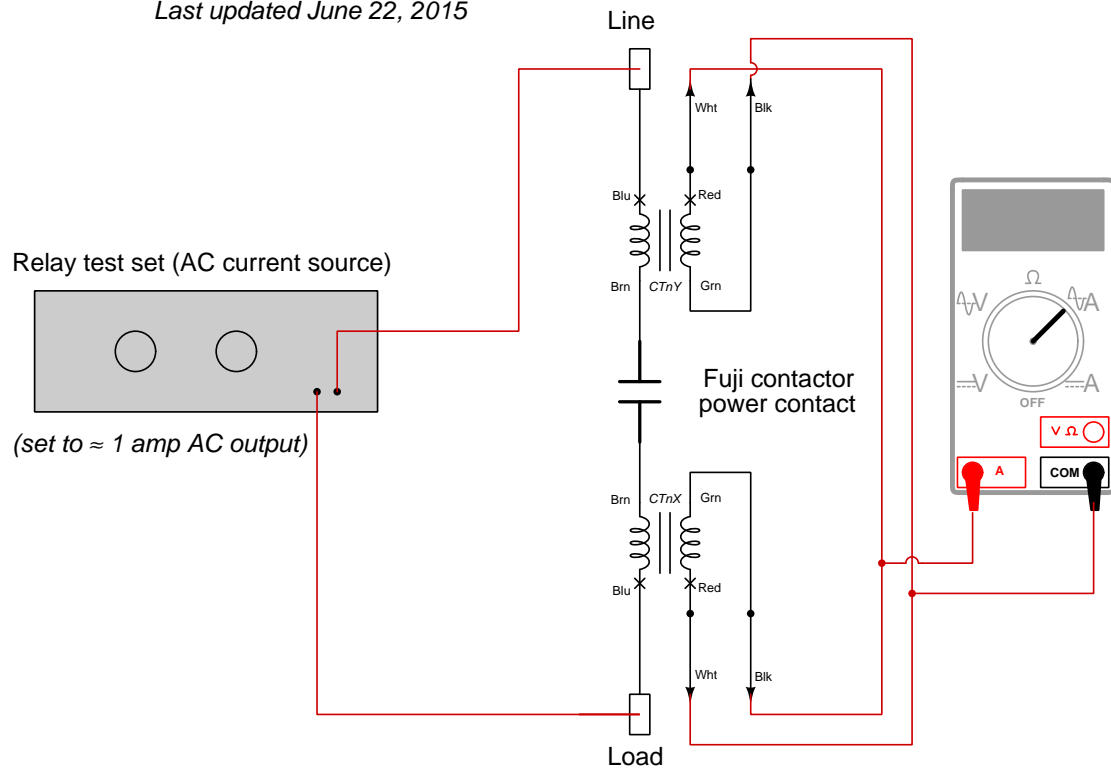 Last updated June 22, 2015
Line
Wht
Blk
Blu
Red
Brn
CTnY
Grn
Relay test set (AC current source)
(set to ≈ 1 amp AC output)
Fuji contactor
power contact
Ω
V
A
V
A
OFF
V Ω
A
COM
Brn
CTnX
Grn
Blu
Red
Wht
Blk
Load